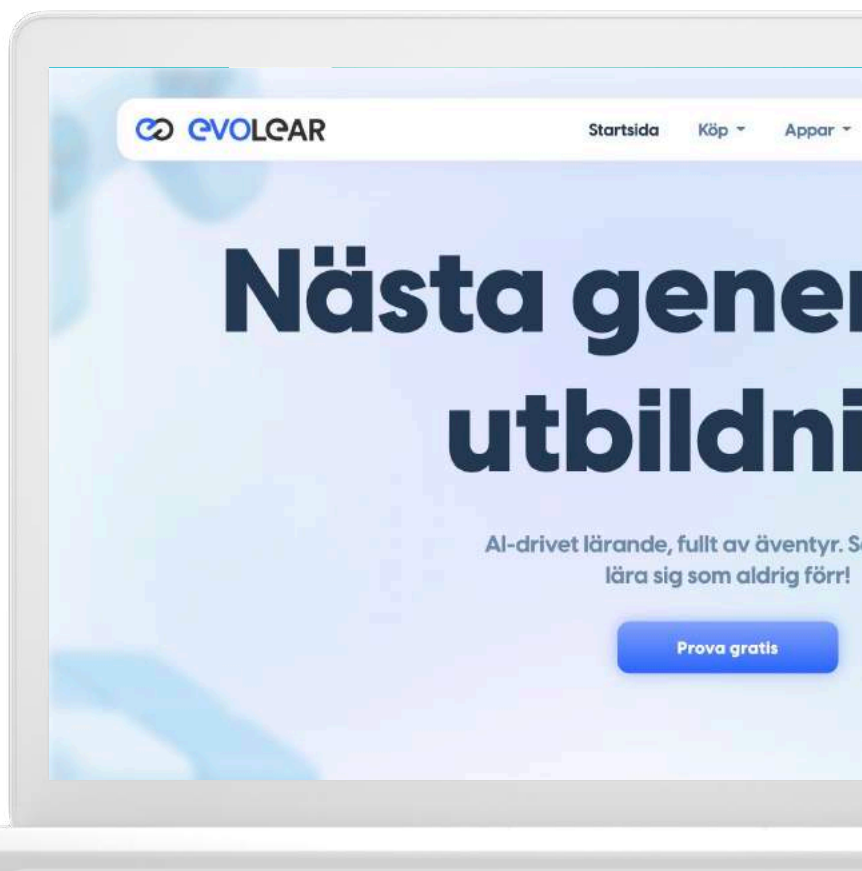 evolear
Startsida Köp Appar
Nästa gener
utbildni
AI-drivet lärande, fullt av äventyr. S
lära sig som aldrig förr!
Prova gratis